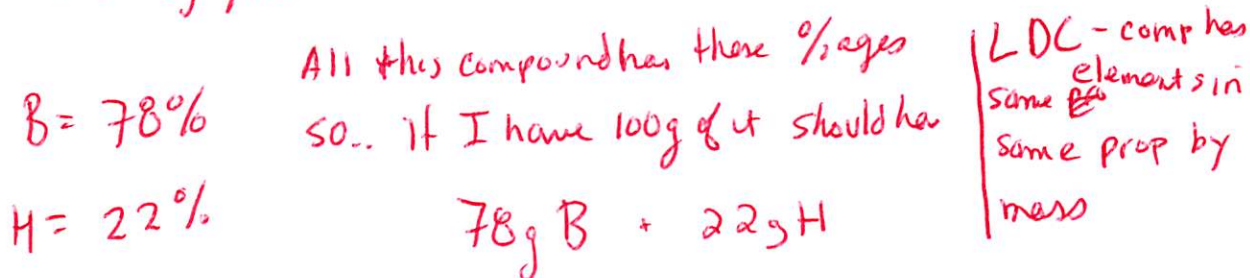 All this compound has these %ages
B= 78%
so.. if I have 100g of it should ha
H= 22%
78g B + 22g H
LDC - comp has
same elements in
same prop by
mass